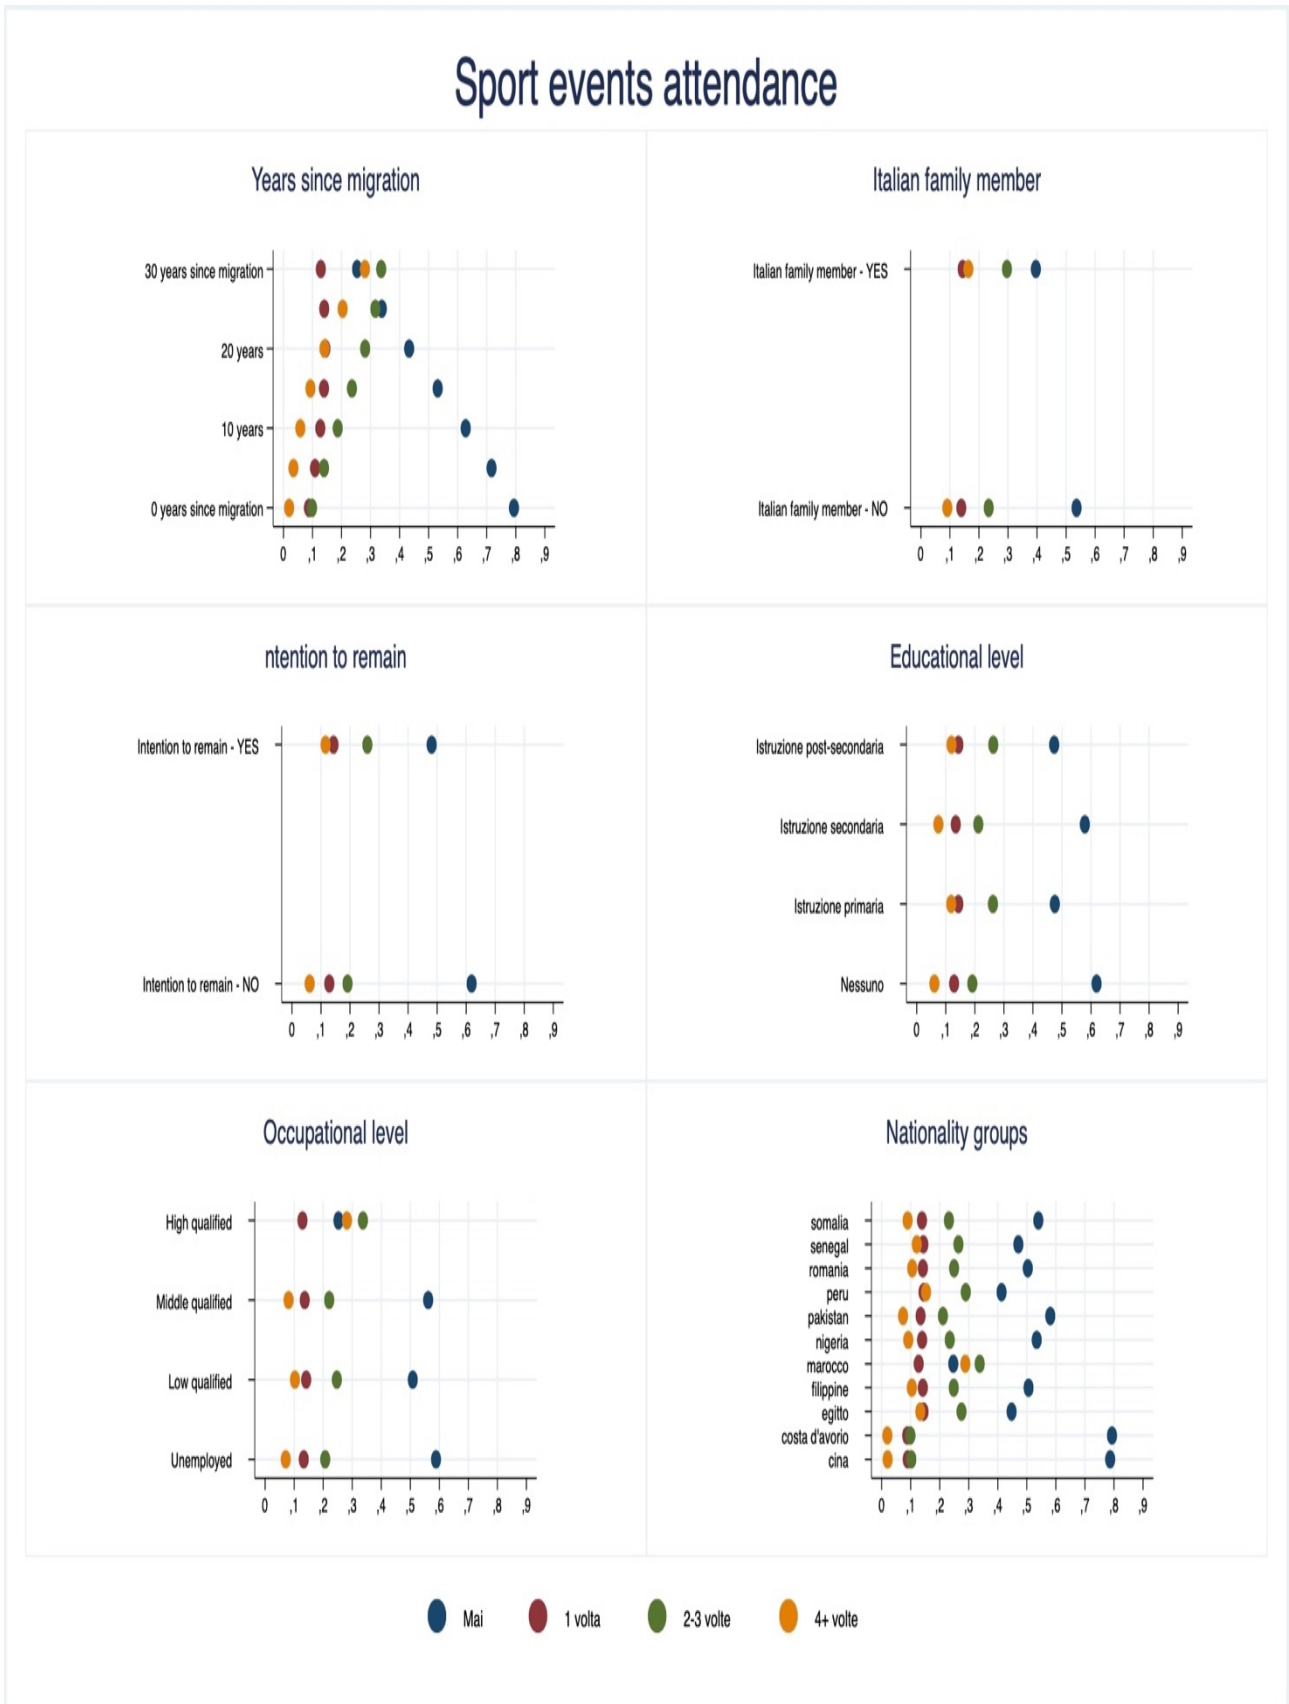 Sport events attendance
Years since migration
30 years since migration
20 years
10 years
0 years since migration
0 ,1 ,2 ,3 ,4 ,5 ,6 ,7 ,8 ,9
Italian family member
Italian family member - YES
Italian family member - NO
0 ,1 ,2 ,3 ,4 ,5 ,6 ,7 ,8 ,9
ntention to remain
Intention to remain - YES
Intention to remain - NO
0 ,1 ,2 ,3 ,4 ,5 ,6 ,7 ,8 ,9
Educational level
Istruzione post-secondaria
Istruzione secondaria
Istruzione primaria
Nessuno
0 ,1 ,2 ,3 ,4 ,5 ,6 ,7 ,8 ,9
Occupational level
High qualified
Middle qualified
Low qualified
Unemployed
0 ,1 ,2 ,3 ,4 ,5 ,6 ,7 ,8 ,9
Nationality groups
somalia
senegal
romania
peru
pakistan
nigeria
marocco
filippine
egitto
costa d'avorio
cina
0 ,1 ,2 ,3 ,4 ,5 ,6 ,7 ,8 ,9
Mai 1 volta 2-3 volte 4+ volte